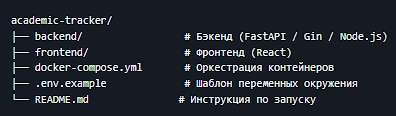 academic-tracker/
├── backend/                # Бэкенд (FastAPI / Gin / Node.js)
├── frontend/               # Фронтенд (React)
├── docker-compose.yml      # Оркестрация контейнеров
├── .env.example            # Шаблон переменных окружения
└── README.md              # Инструкция по запуску